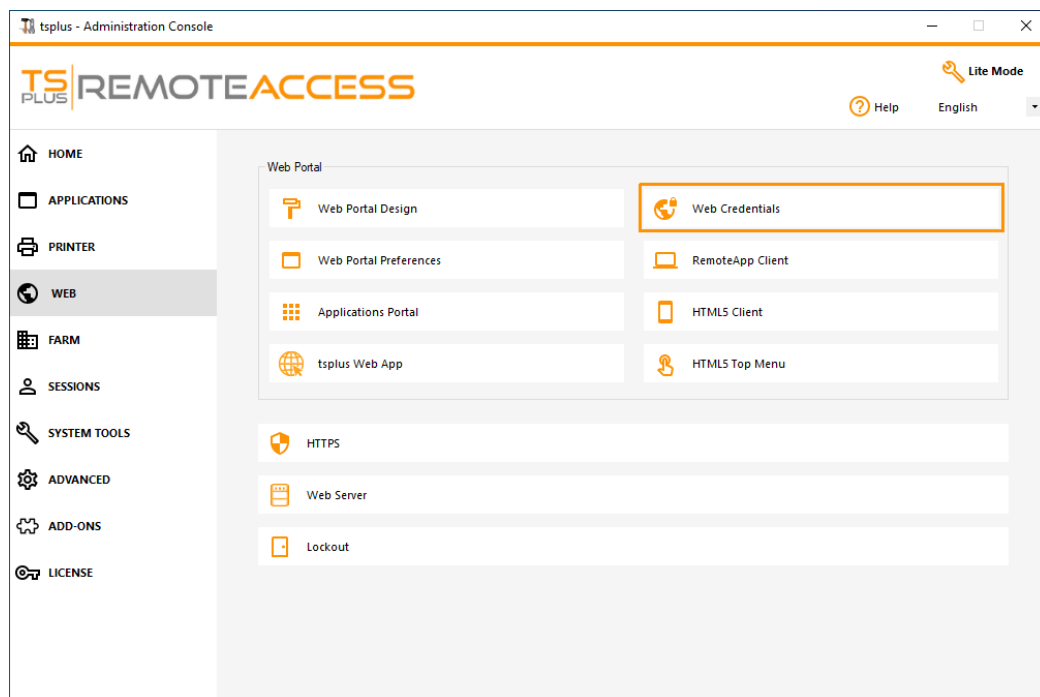 tsplus - Administration Console
TS PLUS REMOTEACCESS
Lite Mode
Help
English
HOME
APPLICATIONS
PRINTER
WEB
FARM
SESSIONS
SYSTEM TOOLS
ADVANCED
ADD-ONS
LICENSE
Web Portal
Web Portal Design
Web Credentials
Web Portal Preferences
RemoteApp Client
Applications Portal
HTML5 Client
tsplus Web App
HTML5 Top Menu
HTTPS
Web Server
Lockout